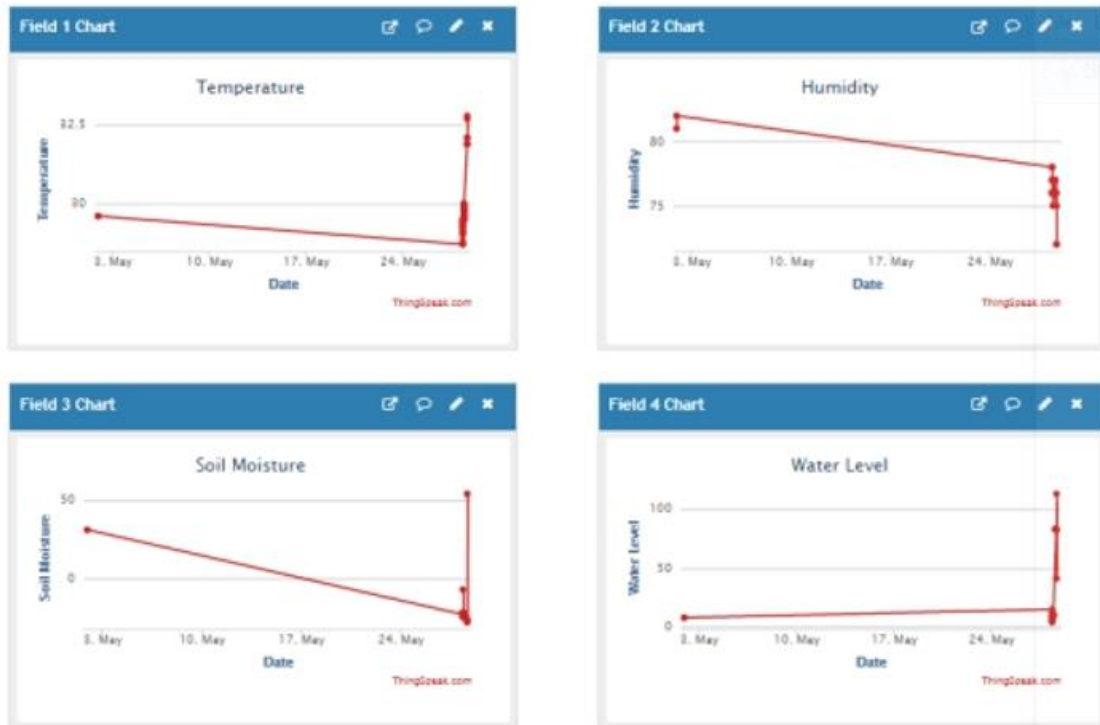 Field 1 Chart
Temperature
Temperature
32.5
30
3. May 10. May 17. May 24. May
Date
ThingSpeak.com
Field 2 Chart
Humidity
Humidity
80
75
3. May 10. May 17. May 24. May
Date
ThingSpeak.com
Field 3 Chart
Soil Moisture
Soil Moisture
50
0
3. May 10. May 17. May 24. May
Date
ThingSpeak.com
Field 4 Chart
Water Level
Water Level
100
50
0
3. May 10. May 17. May 24. May
Date
ThingSpeak.com